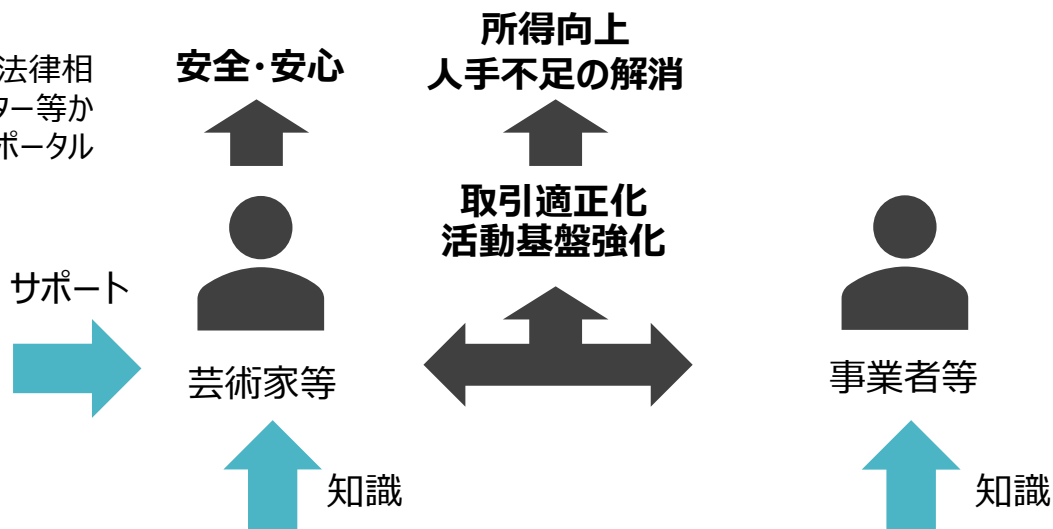 法律相
ター等か
ポータル
安全・安心
所得向上
人手不足の解消
取引適正化
活動基盤強化
サポート
芸術家等
事業者等
知識
知識